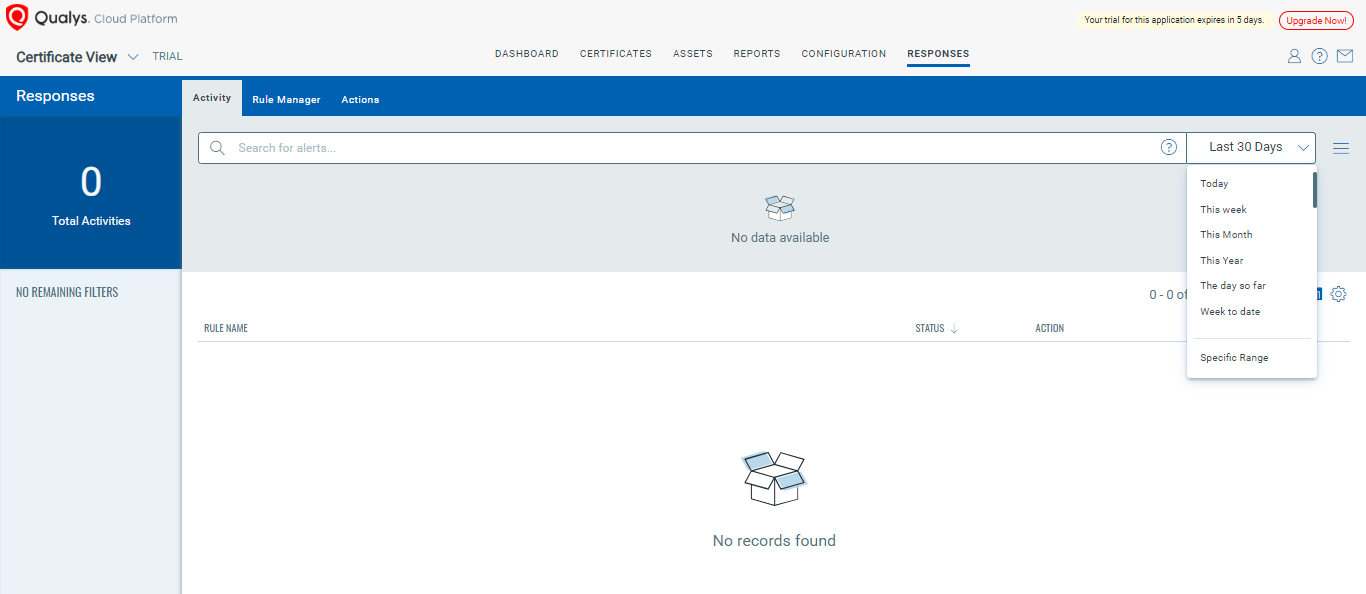 Qualys. Cloud Platform
Your trial for this application expires in 5 days.
Upgrade Now!
Certificate View
TRIAL
DASHBOARD
CERTIFICATES
ASSETS
REPORTS
CONFIGURATION
RESPONSES
Responses
Activity
Rule Manager
Actions
0
Total Activities
Search for alerts...
Last 30 Days
Today
This week
This Month
This Year
The day so far
Week to date
Specific Range
No data available
NO REMAINING FILTERS
0 - 0 of
RULE NAME
STATUS
ACTION
No records found